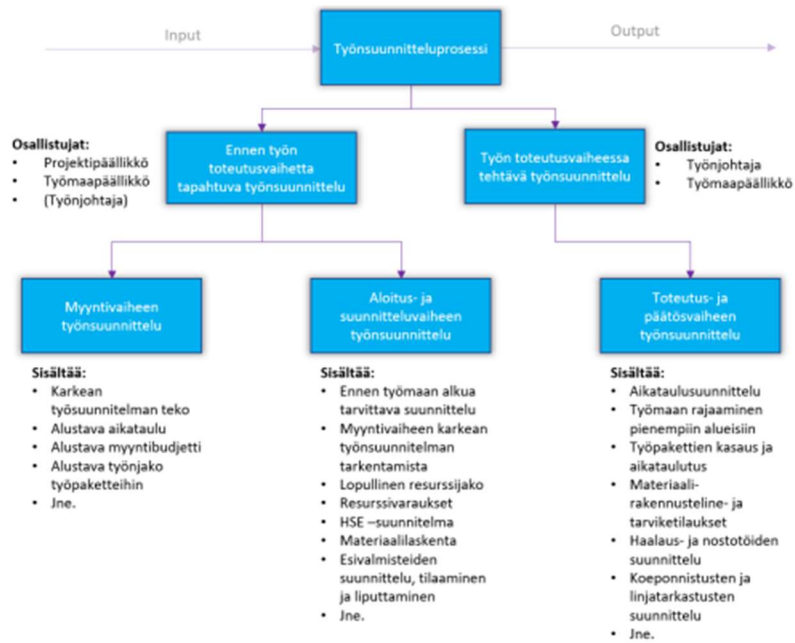 Input
Työnsuunnitteluprosessi
Output
Osallistujat:
• Projektipäällikkö
• Työmaapäällikkö
• (Työnjohtaja)
Ennen työn
toteutusvaihetta
tapahtuva työnsuunnittelu
Työn toteutusvaiheessa
tehtävä työnsuunnittelu
Osallistujat:
• Työnjohtaja
• Työmaapäällikkö
Myyntivaiheen
työnsuunnittelu
Sisältää:
• Karkean
työsuunnitelman teko
• Alustava aikataulu
• Alustava myyntibudjetti
• Alustava työnjako
työpaketteihin
• Jne.
Aloitus- ja
suunnitteluvaiheen
työnsuunnittelu
Sisältää:
• Ennen työmaan alkua
tarvittava suunnittelu
• Myyntivaiheen karkean
työnsuunnitelman
tarkentamista
• Lopullinen resurssijako
• Resurssivaraukset
• HSE –suunnitelma
• Materiaalilaskenta
• Esivalmisteiden
suunnittelu, tilaaminen
ja liputtaminen
• Jne.
Toteutus- ja
päätösvaiheen
työnsuunnittelu
Sisältää:
• Aikataulusuunnittelu
• Työmaan rajaaminen
pienempiin alueisiin
• Työpakettien kasaus ja
aikataulutus
• Materiaali-
rakennusteline- ja
tarviketilaukset
• Haalaus- ja nostotöiden
suunnittelu
• Koeponnistusten ja
linjatarkastusten
suunnittelu
• Jne.